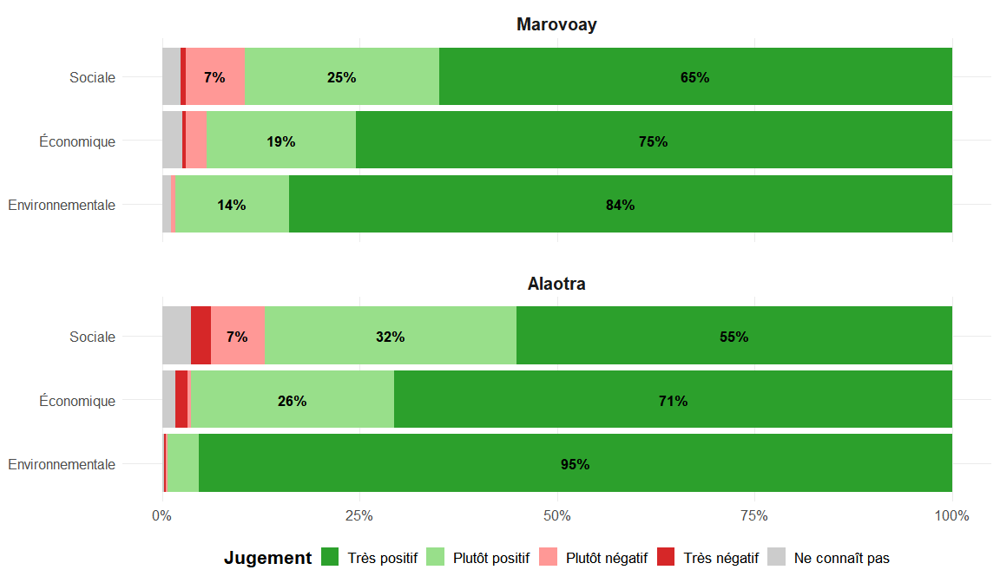 Marovoay
Sociale 7% 25% 65%
Économique 19% 75%
Environnementale 14% 84%
Alaotra
Sociale 7% 32% 55%
Économique 26% 71%
Environnementale 95%
0% 25% 50% 75% 100%
Jugement Très positif Plutôt positif Plutôt négatif Très négatif Ne connaît pas